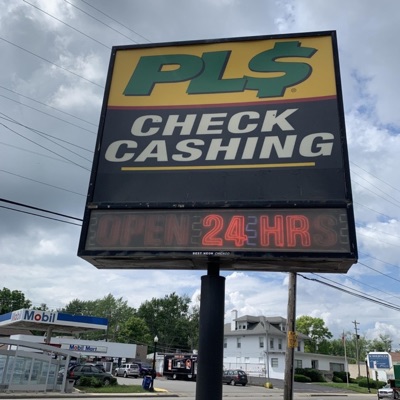 PL$
CHECK
CASHING
OPEN 24 HRS
Mobil
Mobil